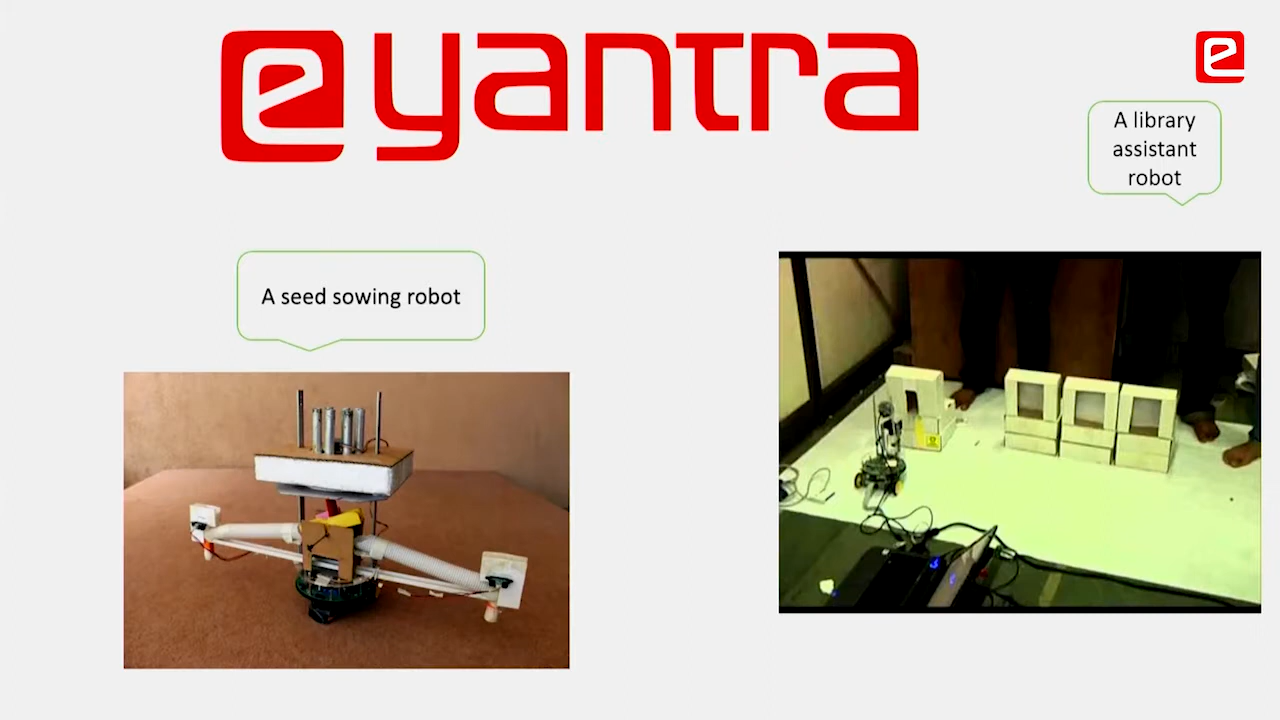 eyantra
e
A library
assistant
robot
A seed sowing robot